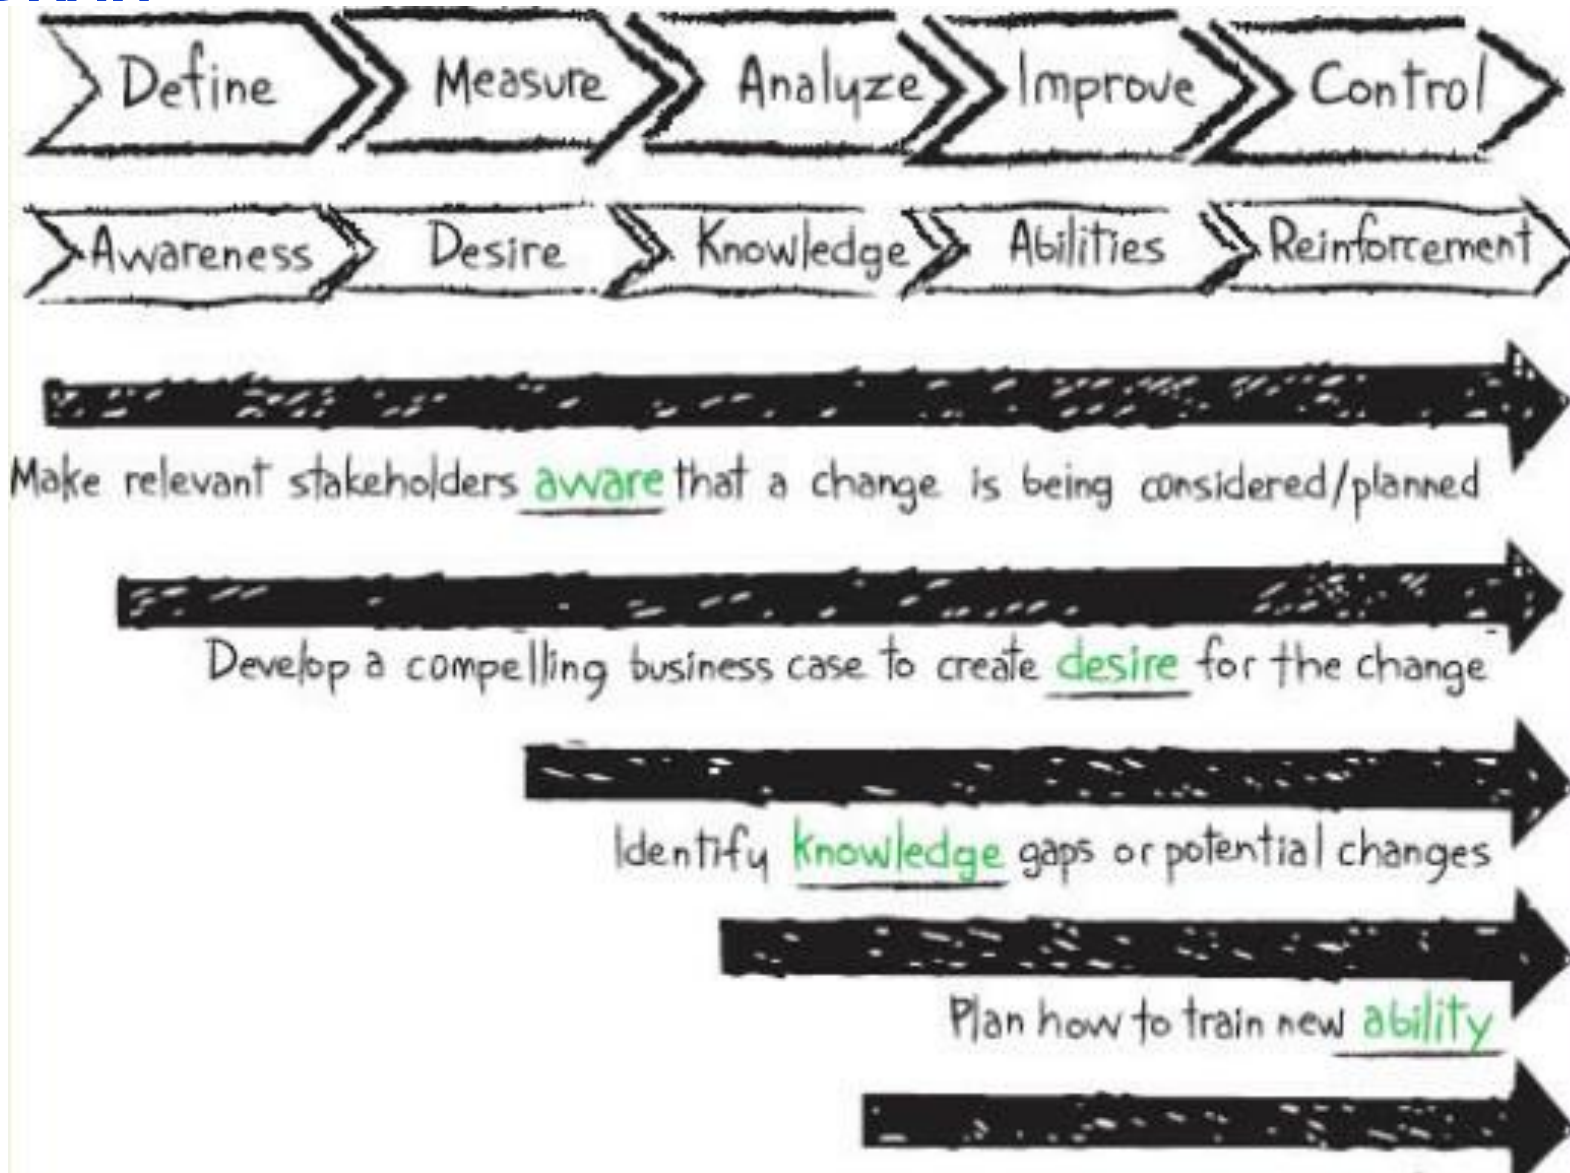 Define Measure Analyze Improve Control
Awareness Desire Knowledge Abilities Reinforcement
Make relevant stakeholders aware that a change is being considered/planned
Develop a compelling business case to create desire for the change
Identify knowledge gaps or potential changes
Plan how to train new ability